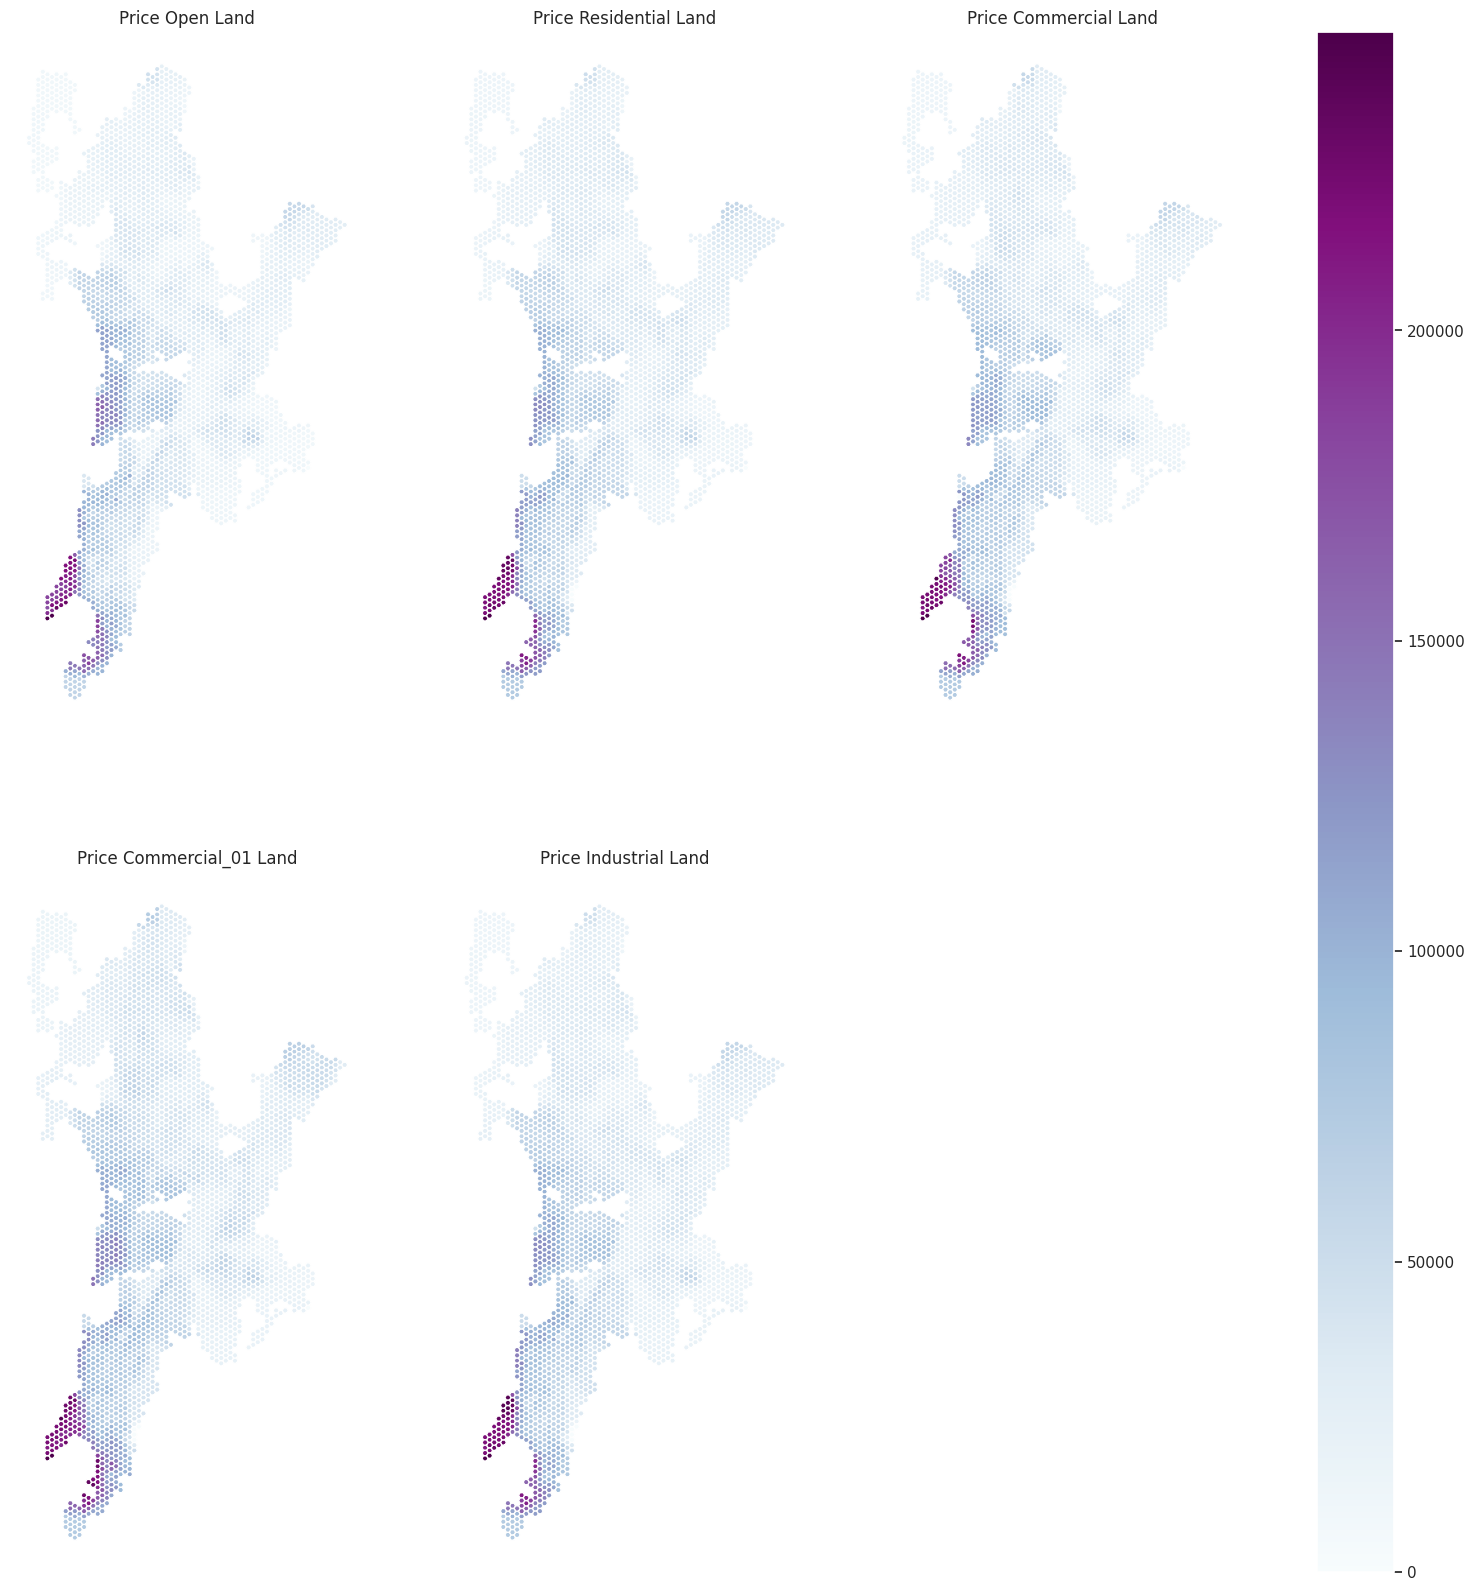 Price Open Land
Price Residential Land
Price Commercial Land
200000
150000
100000
50000
0
Price Commercial_01 Land
Price Industrial Land